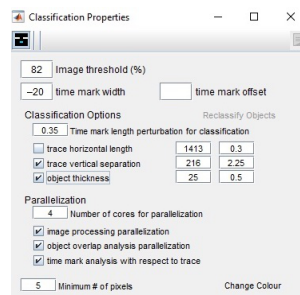 Classification Properties
82 Image threshold (%)
–20 time mark width time mark offset
Classification Options Reclassify Objects
0.35 Time mark length perturbation for classification
trace horizontal length 1413 0.3
trace vertical separation 216 2.25
object thickness 25 0.5
Parallelization
4 Number of cores for parallelization
image processing parallelization
object overlap analysis parallelization
time mark analysis with respect to trace
5 Minimum # of pixels Change Colour